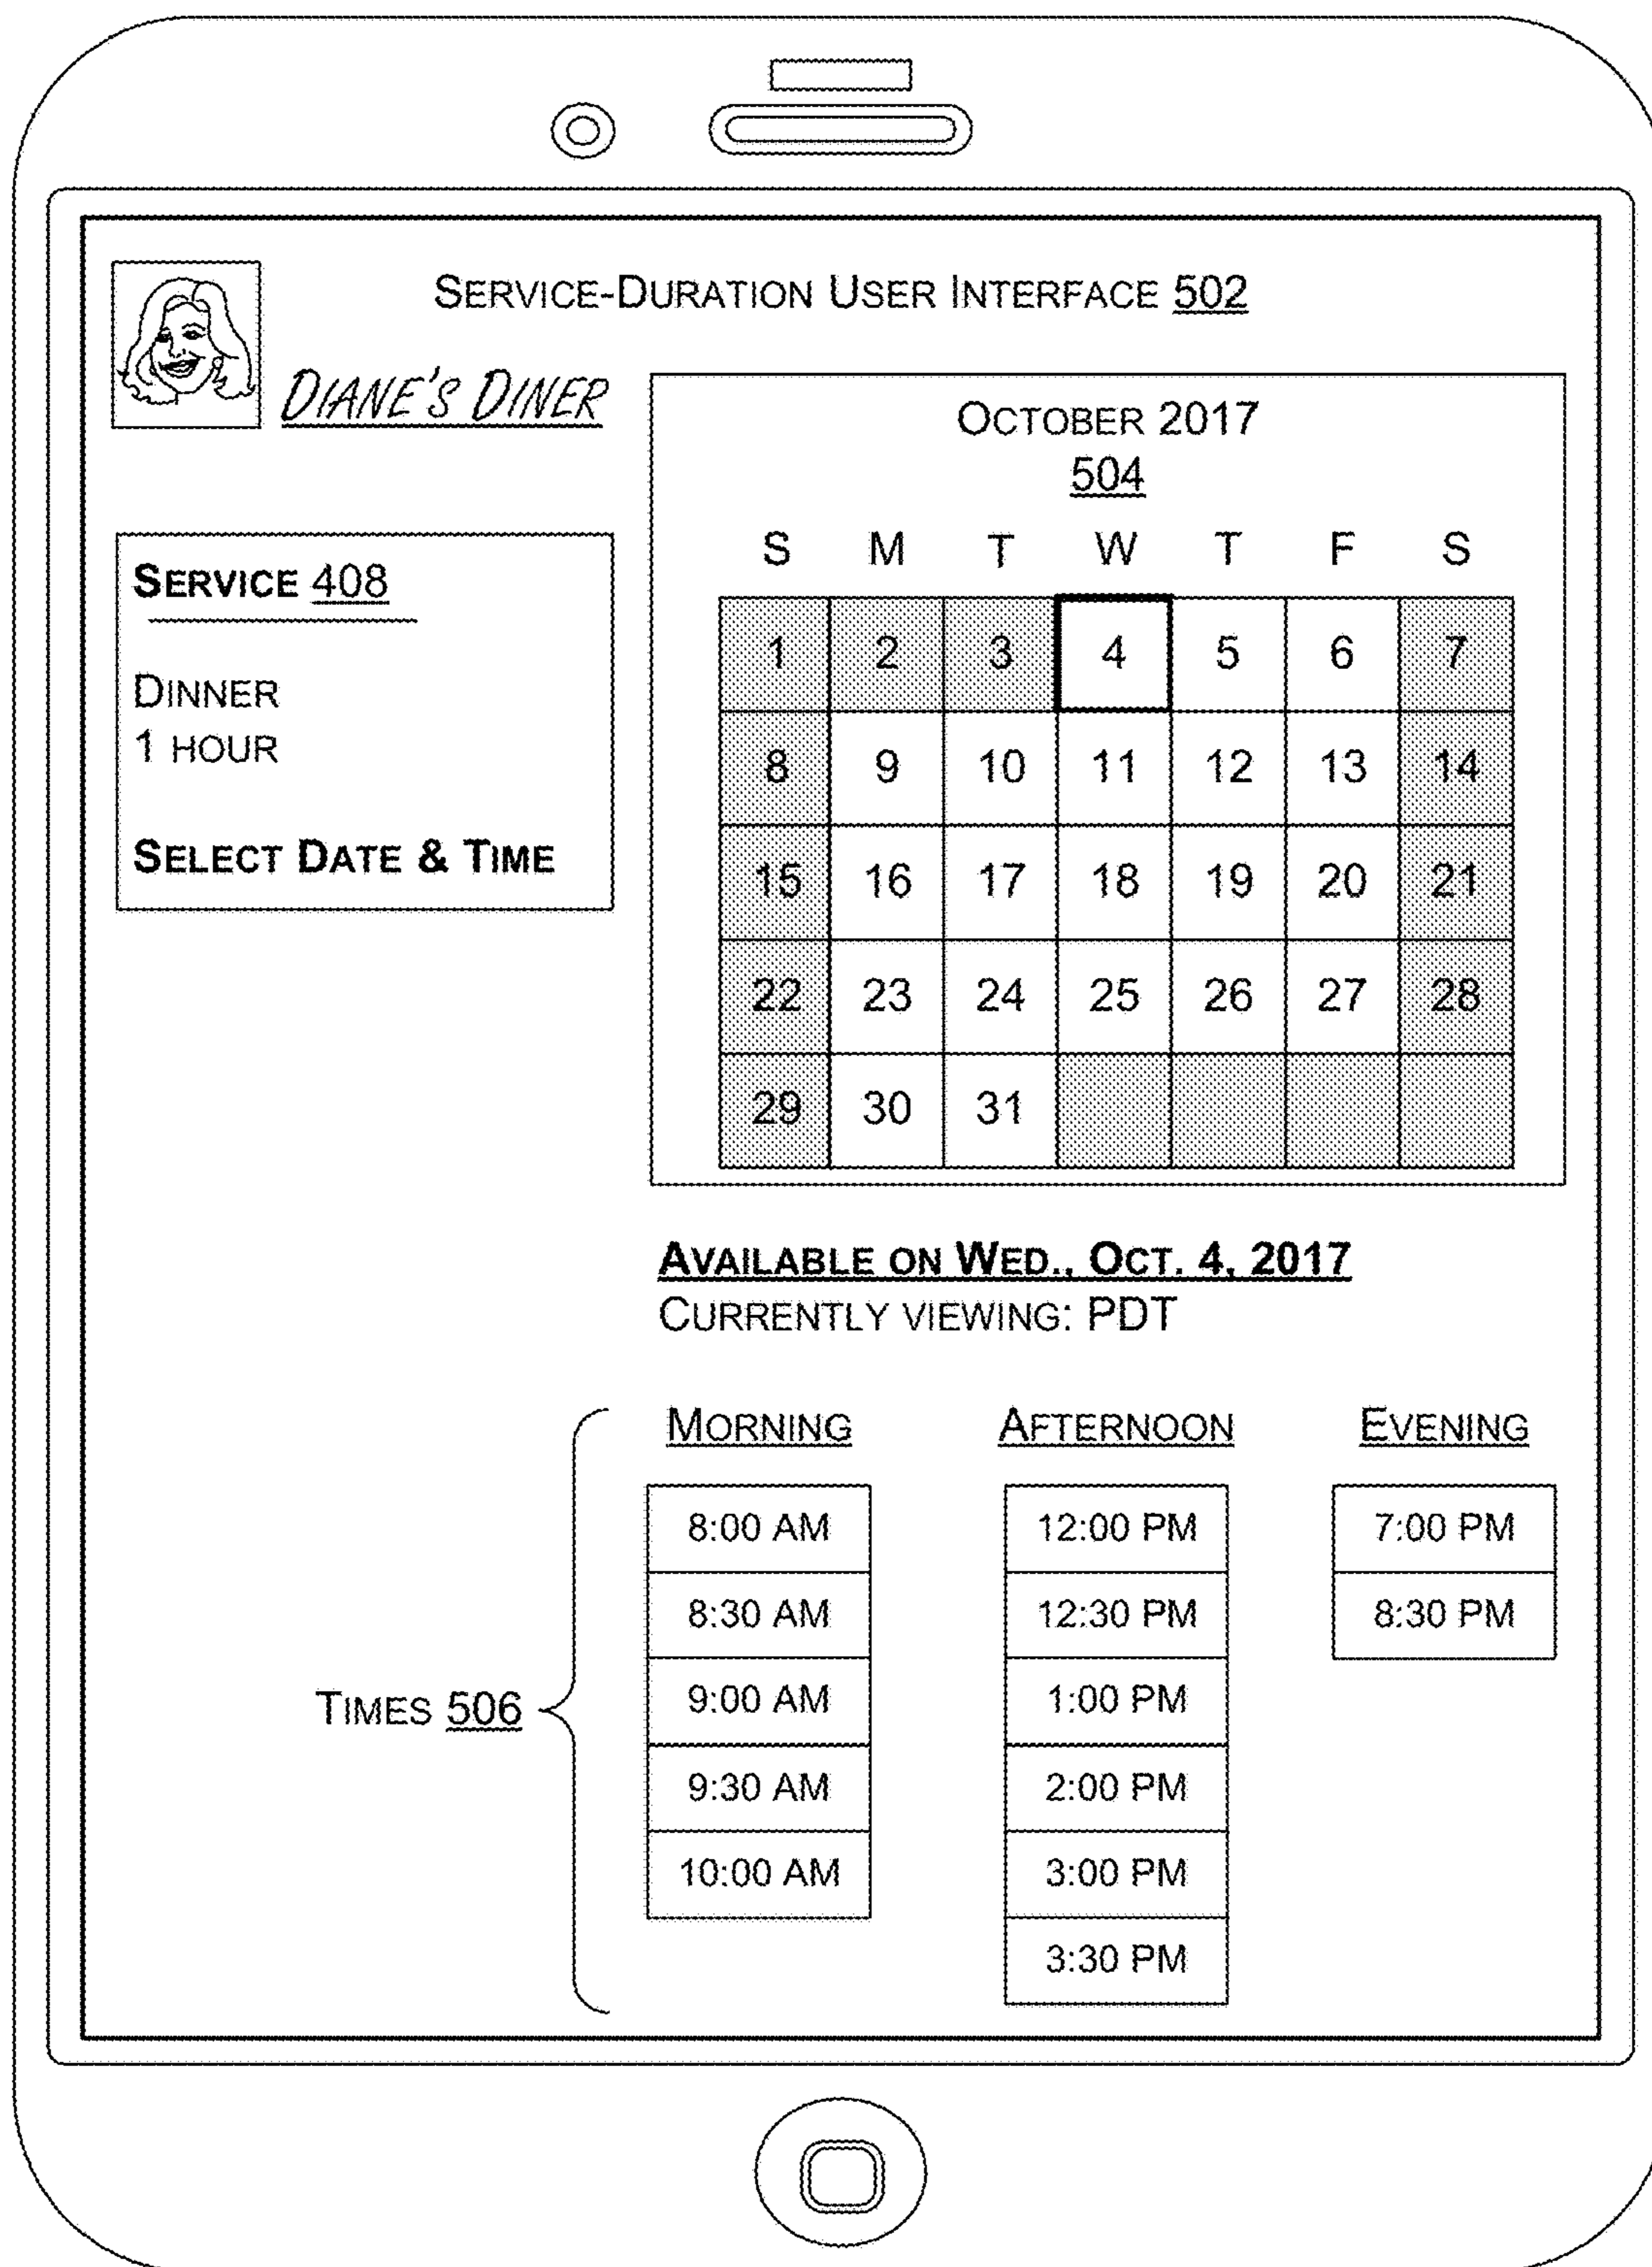 SERVICE-DURATION USER INTERFACE 502
DIANE'S DINER
SERVICE 408
DINNER
1 HOUR
SELECT DATE & TIME
OCTOBER 2017
504
S M T W T F S
1 2 3 4 5 6 7
8 9 10 11 12 13 14
15 16 17 18 19 20 21
22 23 24 25 26 27 28
29 30 31
AVAILABLE ON WED., OCT. 4, 2017
CURRENTLY VIEWING: PDT
TIMES 506
MORNING AFTERNOON EVENING
8:00 AM 12:00 PM 7:00 PM
8:30 AM 12:30 PM 8:30 PM
9:00 AM 1:00 PM
9:30 AM 2:00 PM
10:00 AM 3:00 PM
3:30 PM